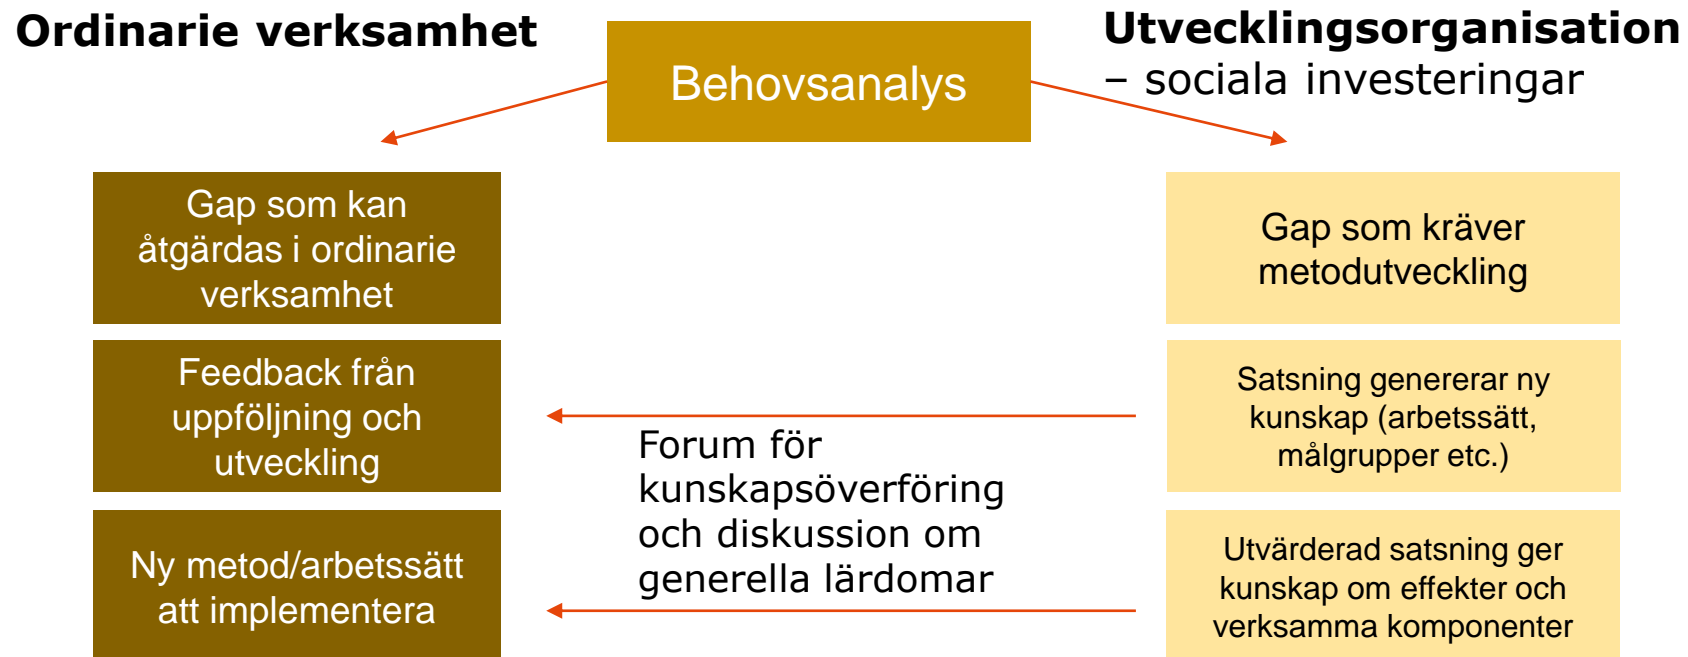 Ordinarie verksamhet
Behovsanalys
Utvecklingsorganisation
– sociala investeringar
Gap som kan
åtgärdas i ordinarie
verksamhet
Gap som kräver
metodutveckling
Feedback från
uppföljning och
utveckling
Satsning genererar ny
kunskap (arbetssätt,
målgrupper etc.)
Forum för
kunskapsöverföring
och diskussion om
generella lärdomar
Ny metod/arbetssätt
att implementera
Utvärderad satsning ger
kunskap om effekter och
verksamma komponenter